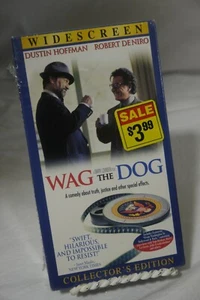 WIDESCREEN
DUSTIN HOFFMAN ROBERT DE NIRO
SALE
$3.99
WAG THE DOG
A comedy about truth, justice and other special effects.
"SWIFT,
HILARIOUS,
AND IMPOSSIBLE
TO RESIST!"
COLLECTOR'S EDITION